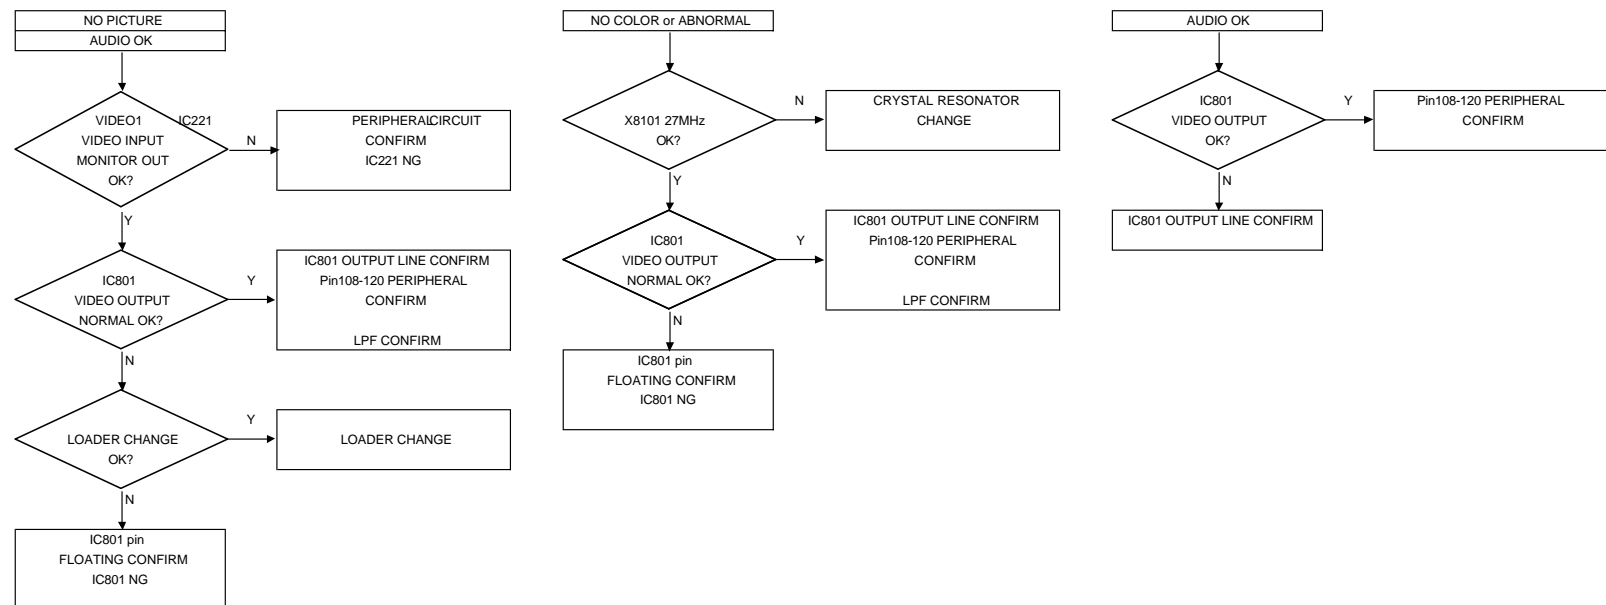 NO PICTURE
AUDIO OK
VIDEO1
VIDEO INPUT
MONITOR OUT
OK?
IC221
N
PERIPHERALCIRCUIT
CONFIRM
IC221 NG
Y
IC801
VIDEO OUTPUT
NORMAL OK?
Y
IC801 OUTPUT LINE CONFIRM
Pin108-120 PERIPHERAL
CONFIRM
LPF CONFIRM
N
LOADER CHANGE
OK?
Y
LOADER CHANGE
N
IC801 pin
FLOATING CONFIRM
IC801 NG
NO COLOR or ABNORMAL
X8101 27MHz
OK?
N
CRYSTAL RESONATOR
CHANGE
Y
IC801
VIDEO OUTPUT
NORMAL OK?
Y
IC801 OUTPUT LINE CONFIRM
Pin108-120 PERIPHERAL
CONFIRM
LPF CONFIRM
N
IC801 pin
FLOATING CONFIRM
IC801 NG
AUDIO OK
IC801
VIDEO OUTPUT
OK?
Y
Pin108-120 PERIPHERAL
CONFIRM
N
IC801 OUTPUT LINE CONFIRM